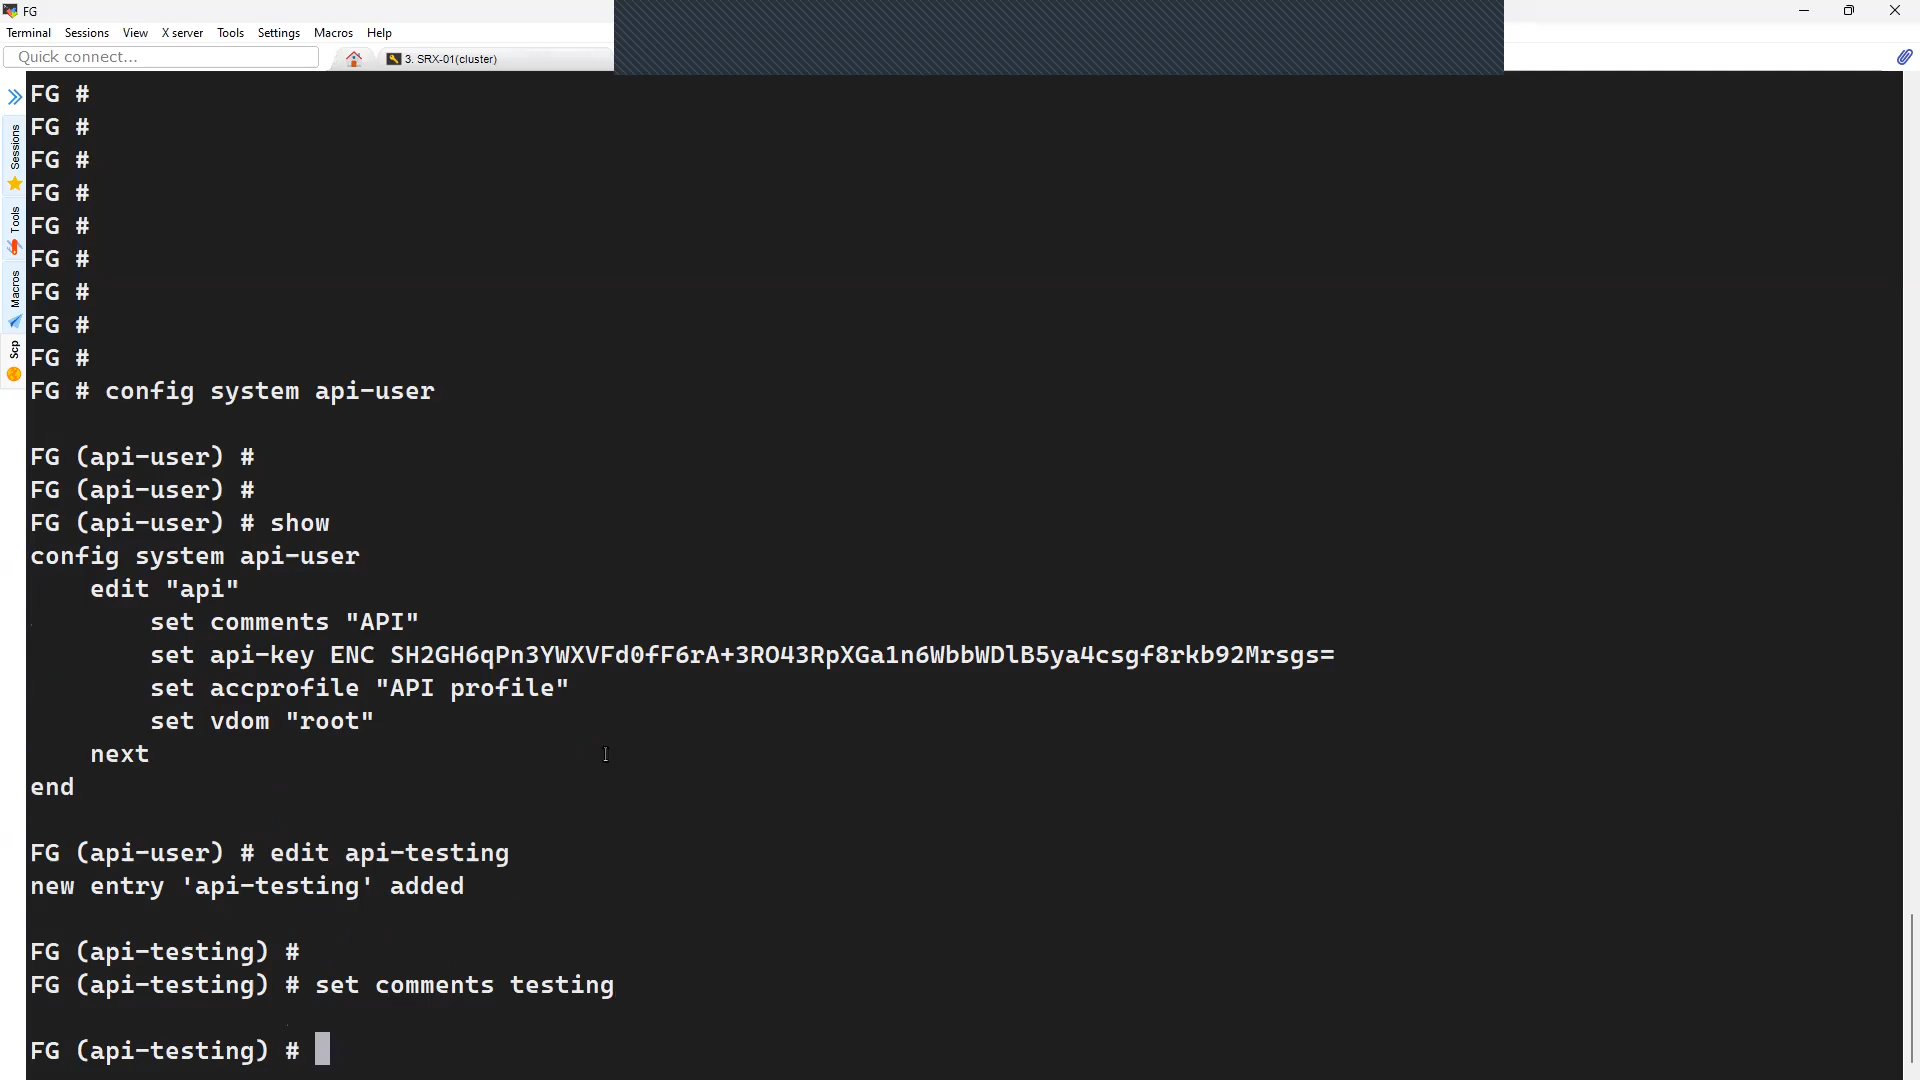 FG
Terminal Sessions View X server Tools Settings Macros Help
Quick connect...
3. SRX-01(cluster)
Sessions
Tools
Macros
Scp
FG #
FG #
FG #
FG #
FG #
FG #
FG #
FG #
FG #
FG # config system api-user
FG (api-user) #
FG (api-user) #
FG (api-user) # show
config system api-user
edit "api"
set comments "API"
set api-key ENC SH2GH6qPn3YWXVFd0fF6rA+3RO43RpXGa1n6WbbWDlB5ya4csgf8rkb92Mrsgs=
set accprofile "API profile"
set vdom "root"
next
end
FG (api-user) # edit api-testing
new entry 'api-testing' added
FG (api-testing) #
FG (api-testing) # set comments testing
FG (api-testing) #